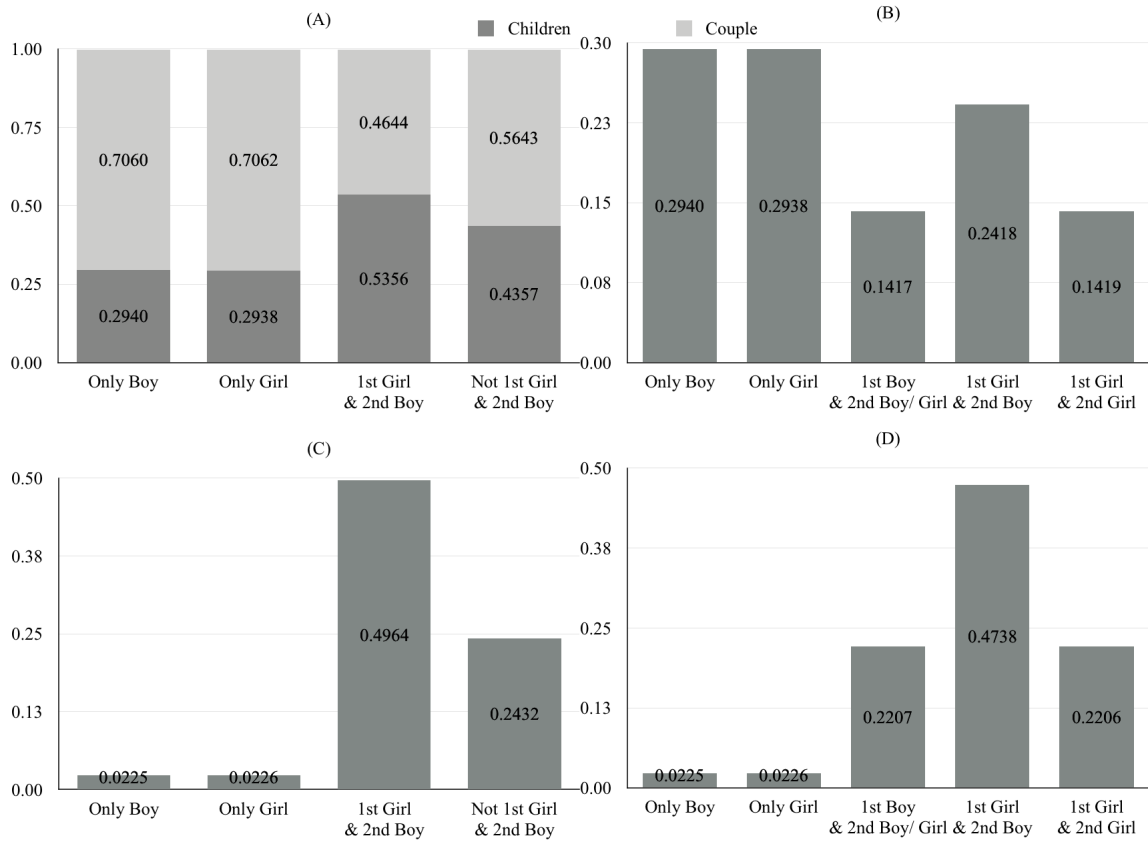 (A)
Children
Couple
1.00
0.75
0.50
0.25
0.00
0.7060
0.7062
0.4644
0.5643
0.2940
0.2938
0.5356
0.4357
Only Boy
Only Girl
1st Girl
& 2nd Boy
Not 1st Girl
& 2nd Boy
(B)
0.30
0.23
0.15
0.08
0.00
0.2940
0.2938
0.1417
0.2418
0.1419
Only Boy
Only Girl
1st Boy
& 2nd Boy/ Girl
1st Girl
& 2nd Boy
1st Girl
& 2nd Girl
(C)
0.50
0.38
0.25
0.13
0.00
0.0225
0.0226
0.4964
0.2432
Only Boy
Only Girl
1st Girl
& 2nd Boy
Not 1st Girl
& 2nd Boy
(D)
0.50
0.38
0.25
0.13
0.00
0.0225
0.0226
0.2207
0.4738
0.2206
Only Boy
Only Girl
1st Boy
& 2nd Boy/ Girl
1st Girl
& 2nd Boy
1st Girl
& 2nd Girl